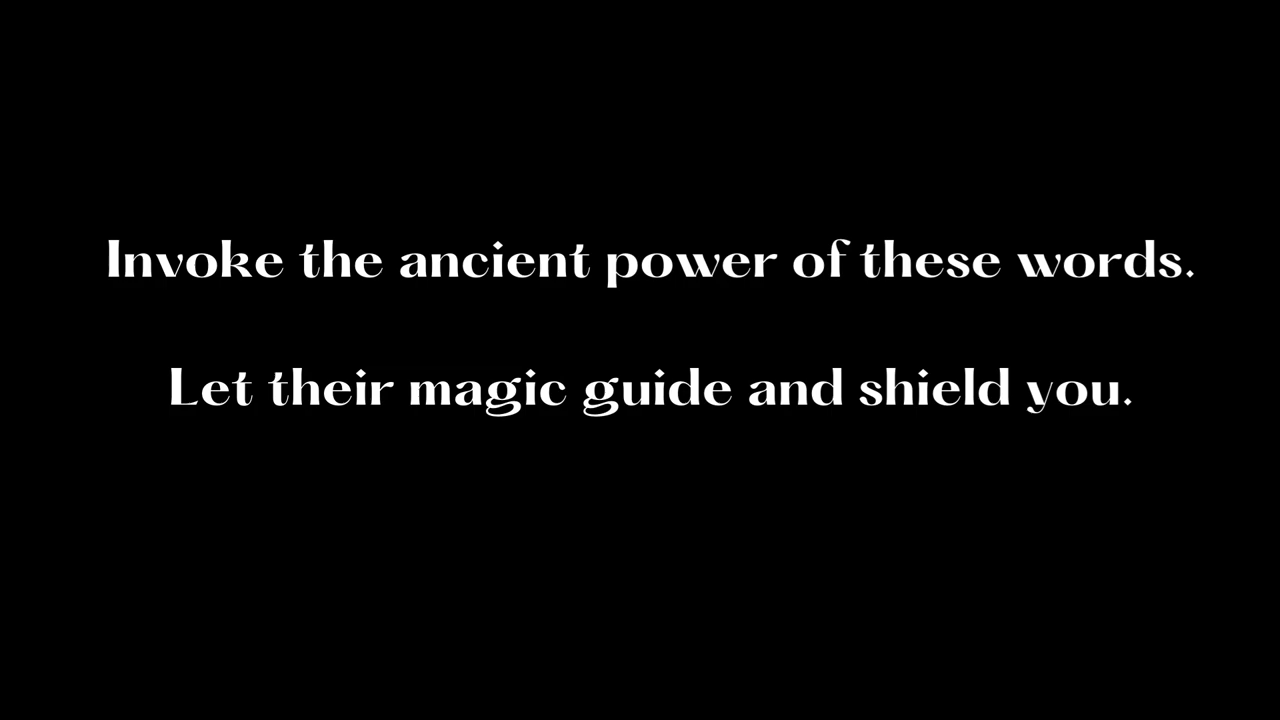 Invoke the ancient power of these words.
Let their magic guide and shield you.